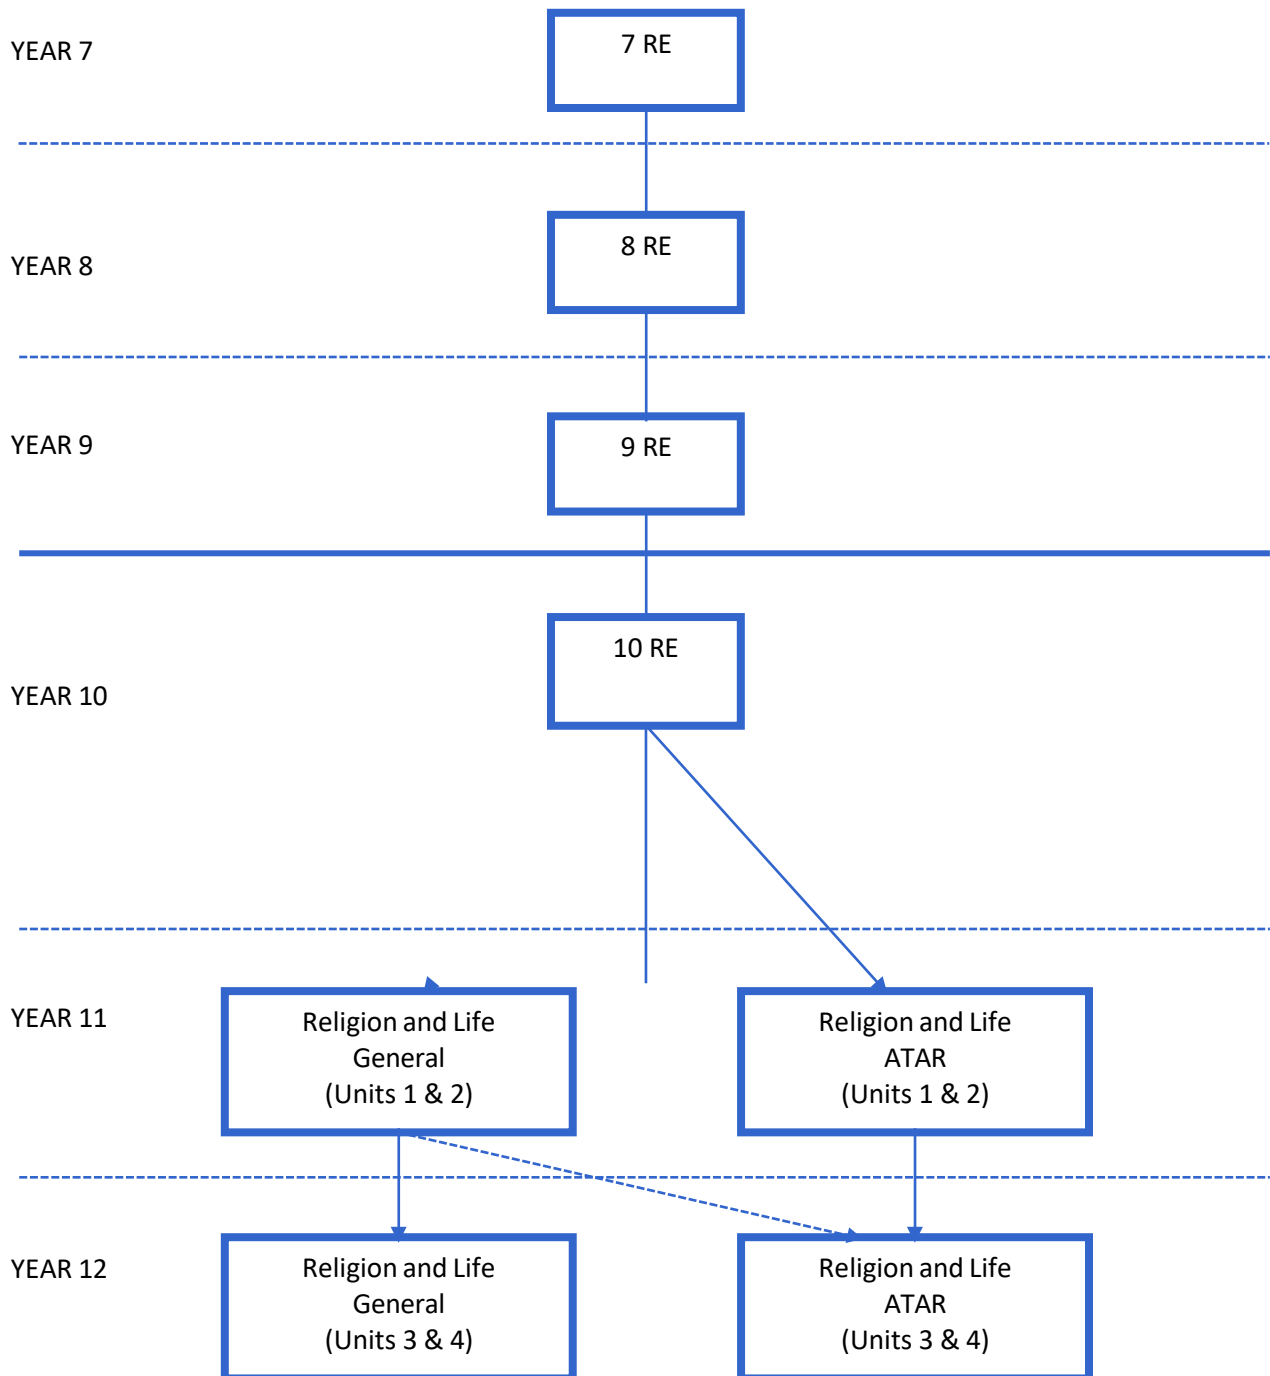 YEAR 7
7 RE
YEAR 8
8 RE
YEAR 9
9 RE
YEAR 10
10 RE
YEAR 11
Religion and Life
General
(Units 1 & 2)
Religion and Life
ATAR
(Units 1 & 2)
YEAR 12
Religion and Life
General
(Units 3 & 4)
Religion and Life
ATAR
(Units 3 & 4)